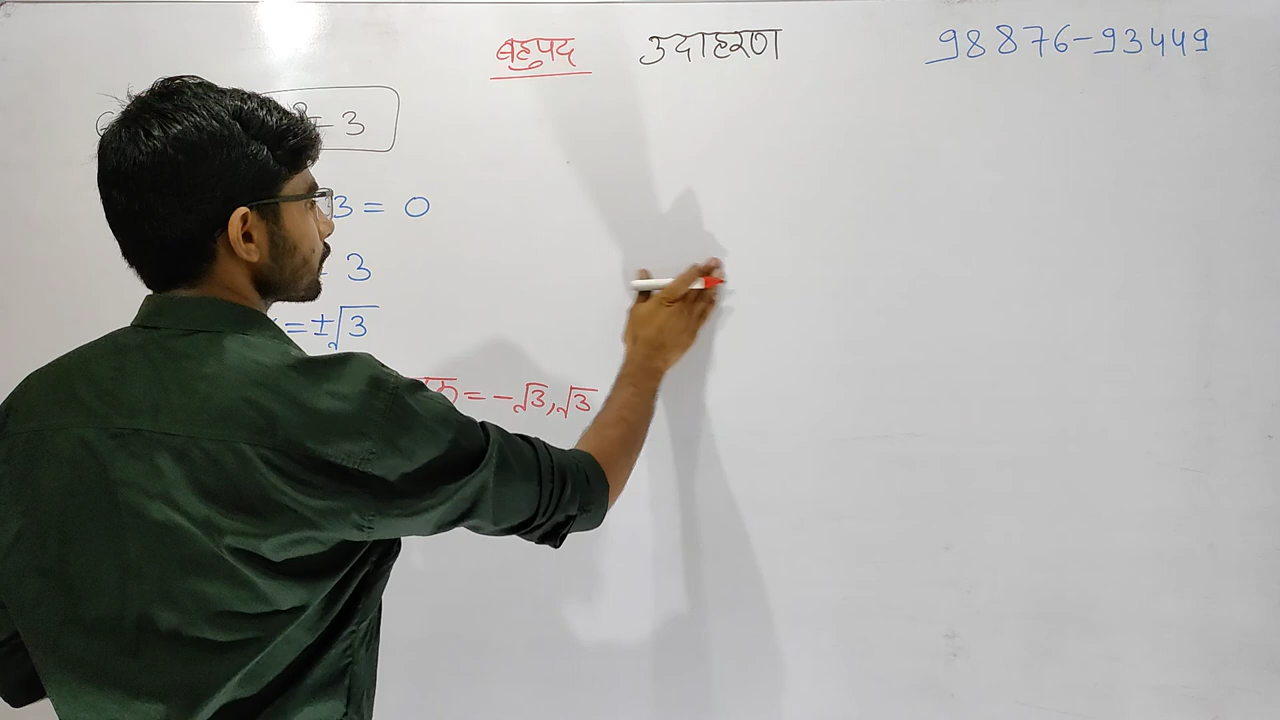 बहुपद उदाहरण 98876-93449
- 3
3 = 0
3
= ±√3
= -√3, √3